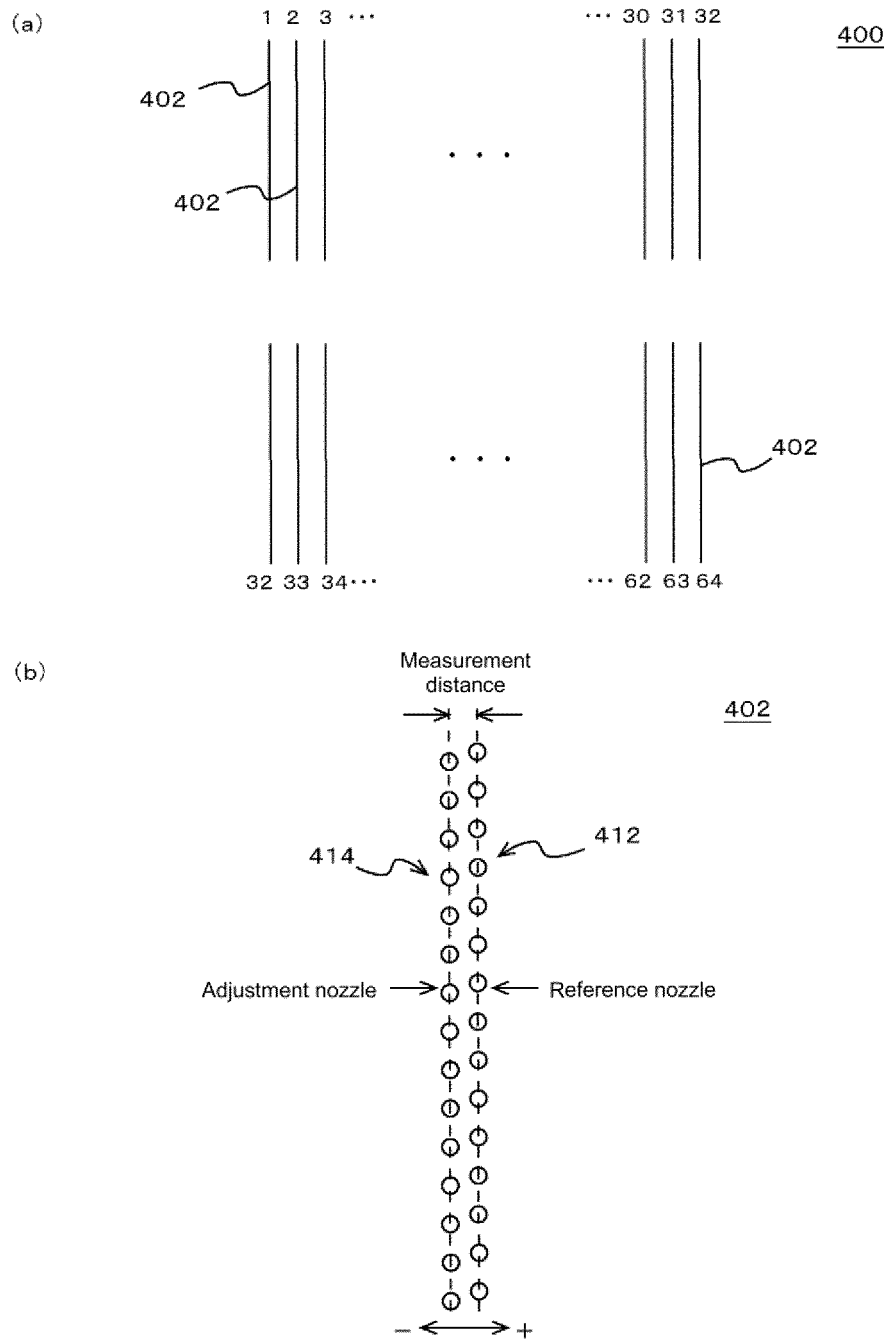 (a)
1 2 3 ··· ··· 30 31 32
400
402
402
· · ·
· · ·
402
32 33 34 ··· ··· 62 63 64
(b)
Measurement
distance
402
414
412
Adjustment nozzle
Reference nozzle
− +